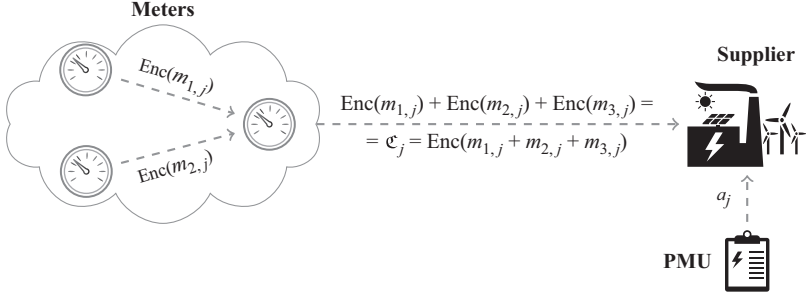 Meters
Enc(m₁,ⱼ)
Enc(m₂,ⱼ)
Enc(m₁,ⱼ) + Enc(m₂,ⱼ) + Enc(m₃,ⱼ) =
= ℭⱼ = Enc(m₁,ⱼ + m₂,ⱼ + m₃,ⱼ)
Supplier
aⱼ
PMU